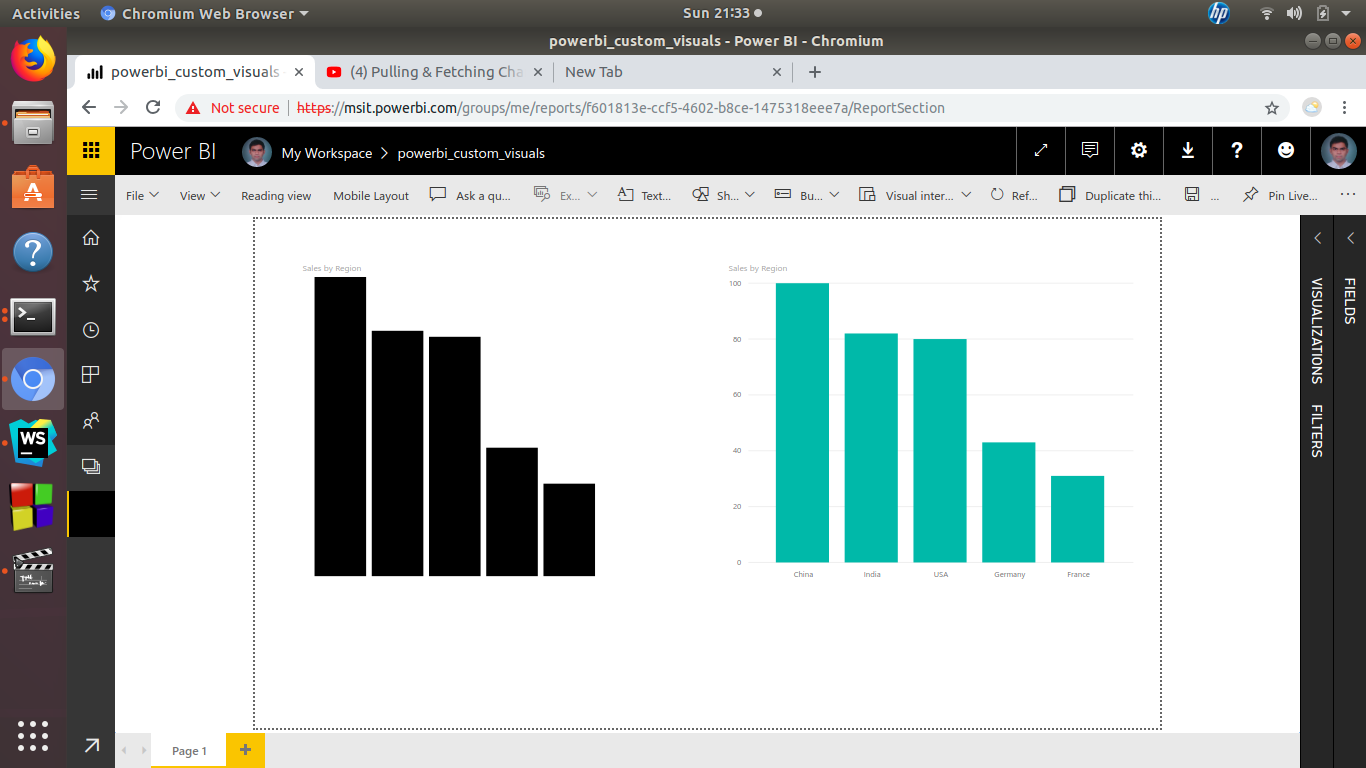 Activities Chromium Web Browser Sun 21:33
powerbi_custom_visuals - Power BI - Chromium
powerbi_custom_visuals - (4) Pulling & Fetching Cha New Tab
Not secure https://msit.powerbi.com/groups/me/reports/f601813e-ccf5-4602-b8ce-1475318eee7a/ReportSection
Power BI My Workspace > powerbi_custom_visuals ?
File View Reading view Mobile Layout Ask a qu... Ex... Text... Sh... Bu... Visual inter... Ref... Duplicate thi... ... Pin Live... ...
Sales by Region
Sales by Region
100
80
60
40
20
0
China India USA Germany France
VISUALIZATIONS
FILTERS
FIELDS
hp
A
?
>_
WS
Page 1 +